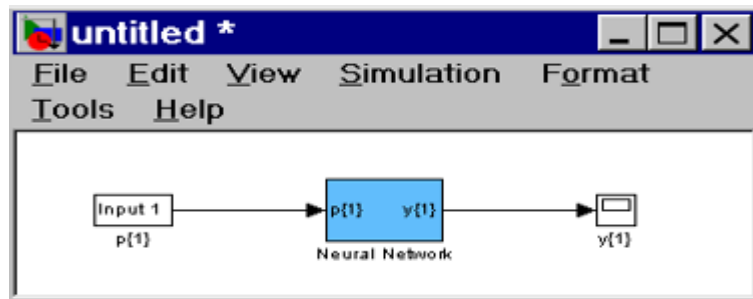 untitled *
File Edit View Simulation Format
Tools Help
Input 1
p{1}
p{1} y{1}
Neural Network
y{1}